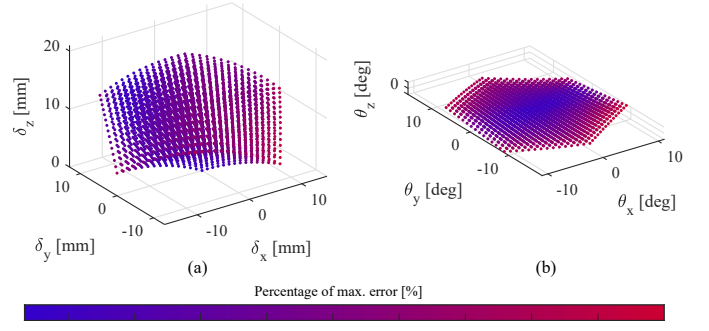 20
10
0
δz [mm]
10
0
-10
δy [mm]
-10
0
10
δx [mm]
(a)
0
θz [deg]
10
0
-10
θy [deg]
-10
0
10
θx [deg]
(b)
Percentage of max. error [%]